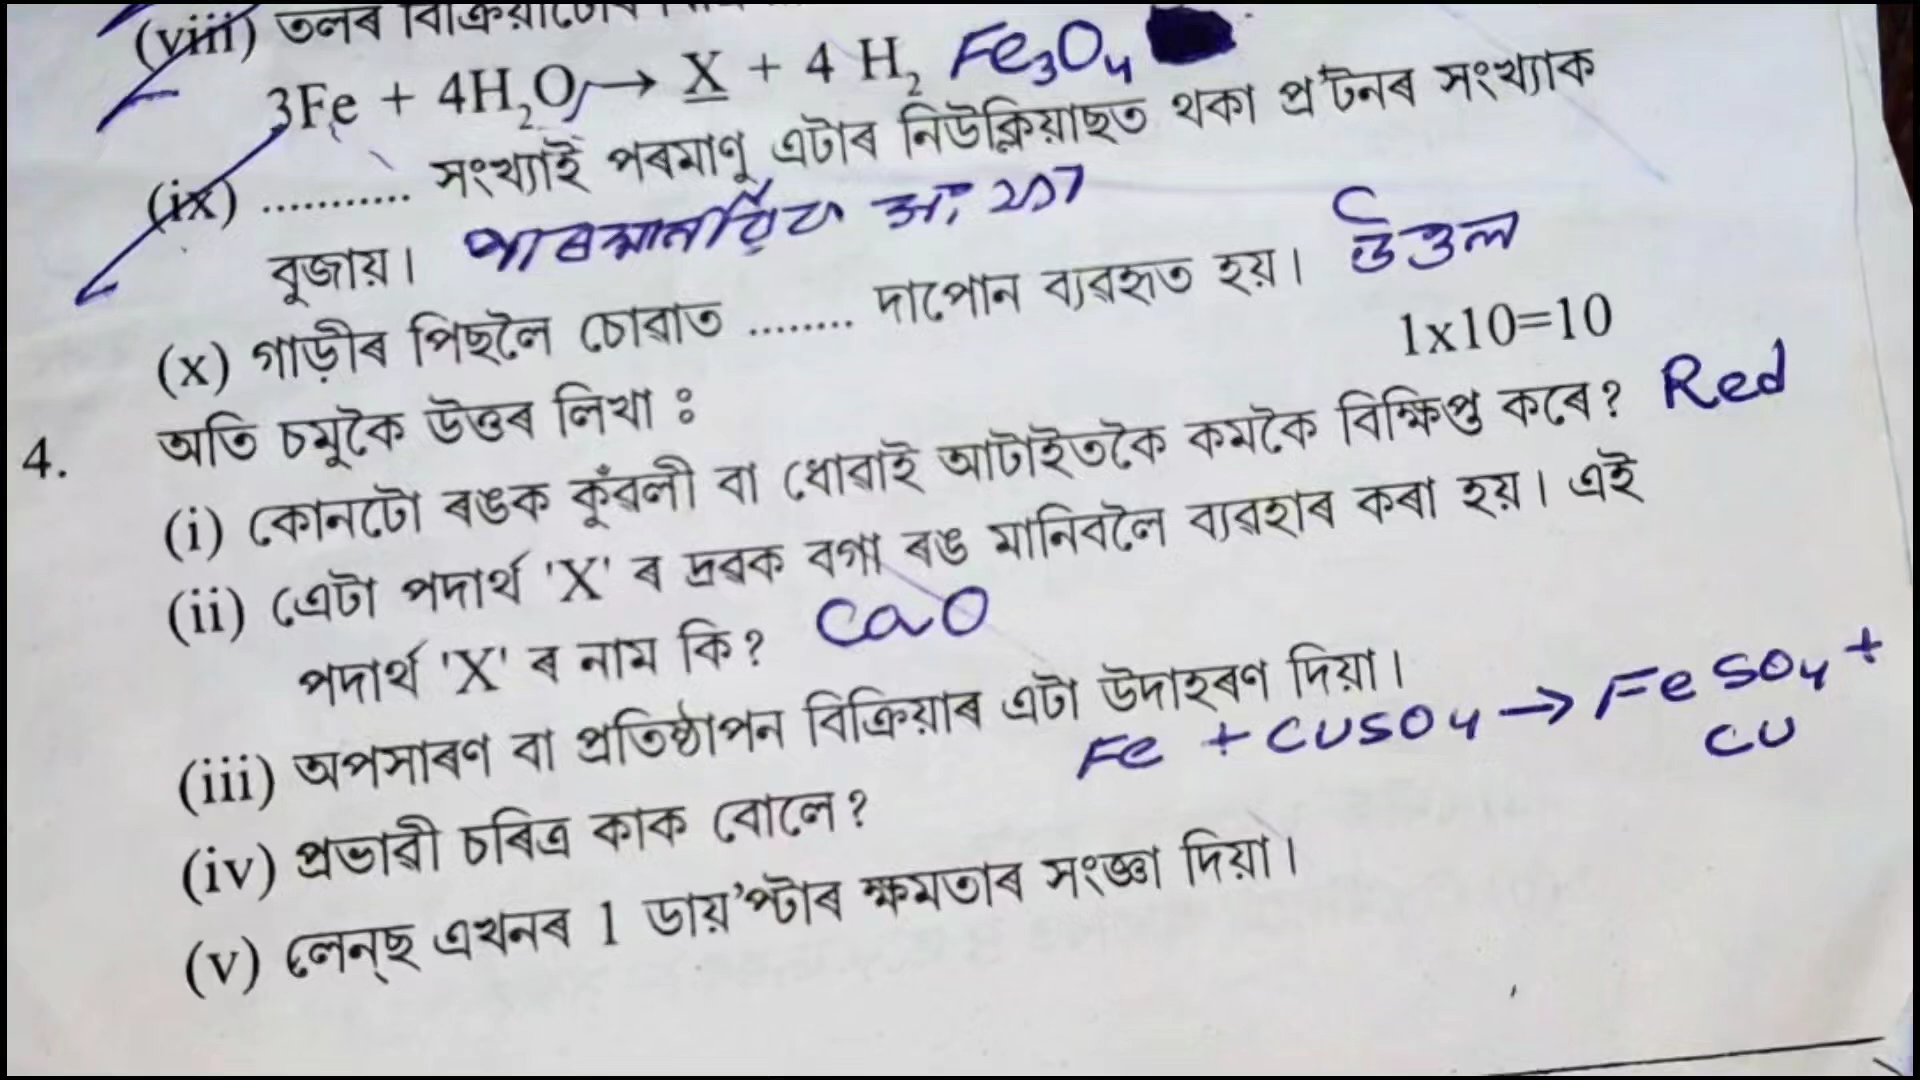 (viii) তলৰ
3Fe + 4H₂O → X + 4 H₂ Fe₃O₄
(ix) ........... সংখ্যাই পৰমাণু এটাৰ নিউক্লিয়াছত থকা প্ৰ'টনৰ সংখ্যাক
বুজায়।
(x) গাড়ীৰ পিছলৈ চোৱাত ........ দাপোন ব্যৱহৃত হয়। উত্তল
1x10=10
4. অতি চমুকৈ উত্তৰ লিখা :
(i) কোনটো ৰঙক কুঁৱলী বা ধোৱাই আটাইতকৈ কমকৈ বিক্ষিপ্ত কৰে? Red
(ii) এটা পদাৰ্থ 'X' ৰ দ্ৰৱক বগা ৰঙ মানিবলৈ ব্যৱহাৰ কৰা হয়। এই
পদাৰ্থ 'X' ৰ নাম কি? CaO
(iii) অপসাৰণ বা প্ৰতিষ্ঠাপন বিক্ৰিয়াৰ এটা উদাহৰণ দিয়া।
Fe + CUSO4 → FeSO4 +
CU
(iv) প্ৰভাৱী চৰিত্ৰ কাক বোলে?
(v) লেন্ছ এখনৰ 1 ডায়'প্টাৰ ক্ষমতাৰ সংজ্ঞা দিয়া।